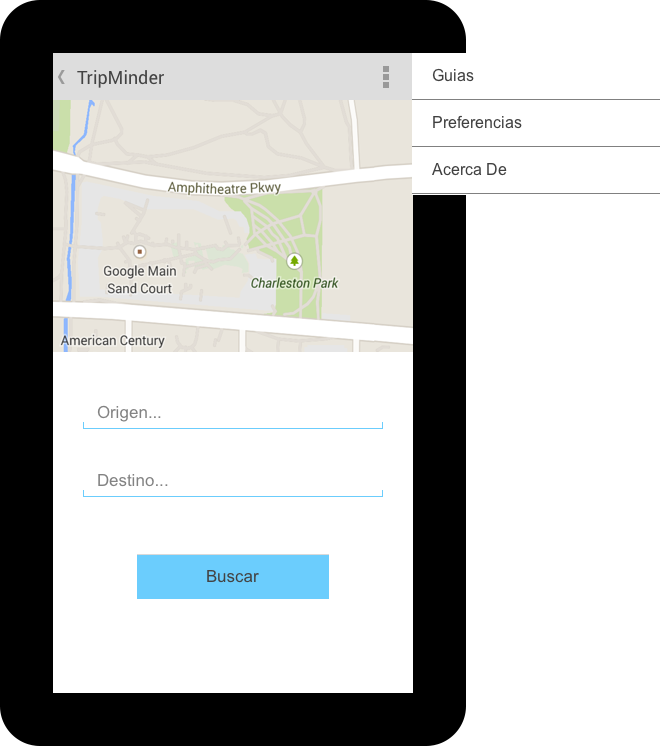 TripMinder
Guias
Preferencias
Acerca De
Amphitheatre Pkwy
Google Main
Sand Court
Charleston Park
American Century
Origen...
Destino...
Buscar